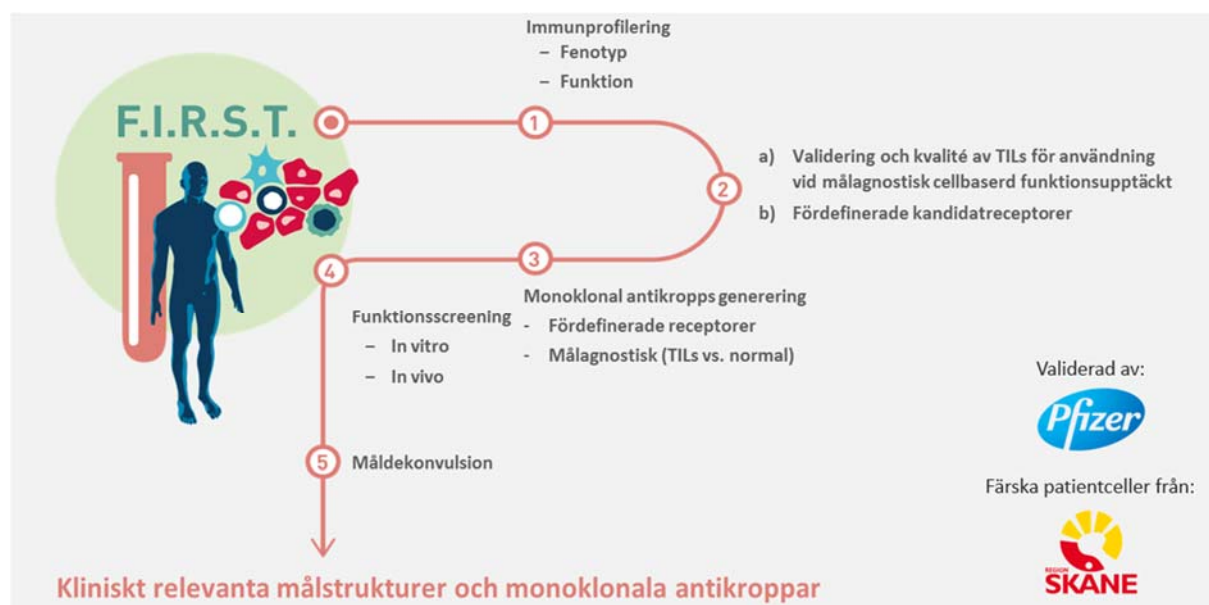 Immunprofilering
– Fenotyp
– Funktion
F.I.R.S.T.
1
a) Validering och kvalité av TILs för användning
vid målagnostisk cellbaserd funktionsupptäckt
2
b) Fördefinerade kandidatreceptorer
3
4
Monoklonal antikropps generering
- Fördefinerade receptorer
- Målagnostisk (TILs vs. normal)
Funktionsscreening
– In vitro
– In vivo
Validerad av:
Pfizer
5
Måldekonvulsion
Färska patientceller från:
REGION
SKÅNE
Kliniskt relevanta målstrukturer och monoklonala antikroppar